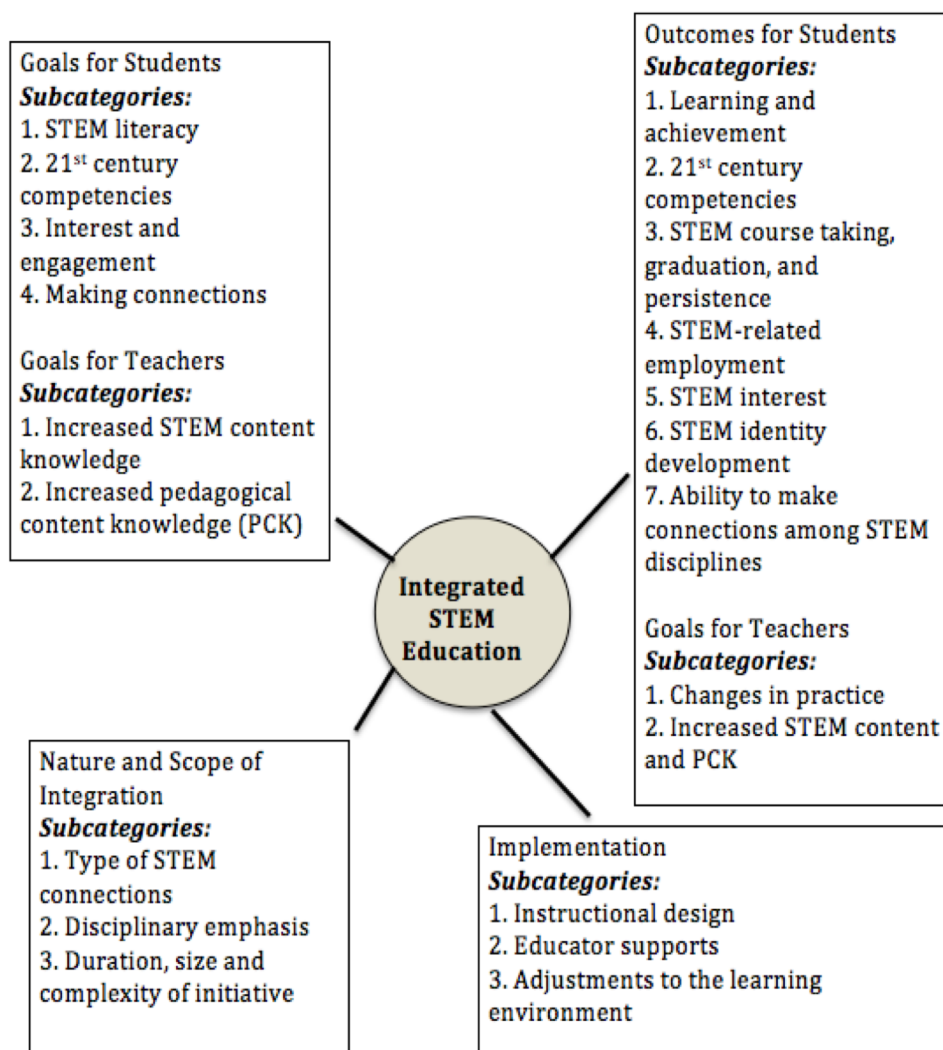 Goals for Students
Subcategories:
1. STEM literacy
2. 21st century
competencies
3. Interest and
engagement
4. Making connections
Goals for Teachers
Subcategories:
1. Increased STEM content
knowledge
2. Increased pedagogical
content knowledge (PCK)
Outcomes for Students
Subcategories:
1. Learning and
achievement
2. 21st century
competencies
3. STEM course taking,
graduation, and
persistence
4. STEM-related
employment
5. STEM interest
6. STEM identity
development
7. Ability to make
connections among STEM
disciplines
Goals for Teachers
Subcategories:
1. Changes in practice
2. Increased STEM content
and PCK
Integrated
STEM
Education
Nature and Scope of
Integration
Subcategories:
1. Type of STEM
connections
2. Disciplinary emphasis
3. Duration, size and
complexity of initiative
Implementation
Subcategories:
1. Instructional design
2. Educator supports
3. Adjustments to the learning
environment